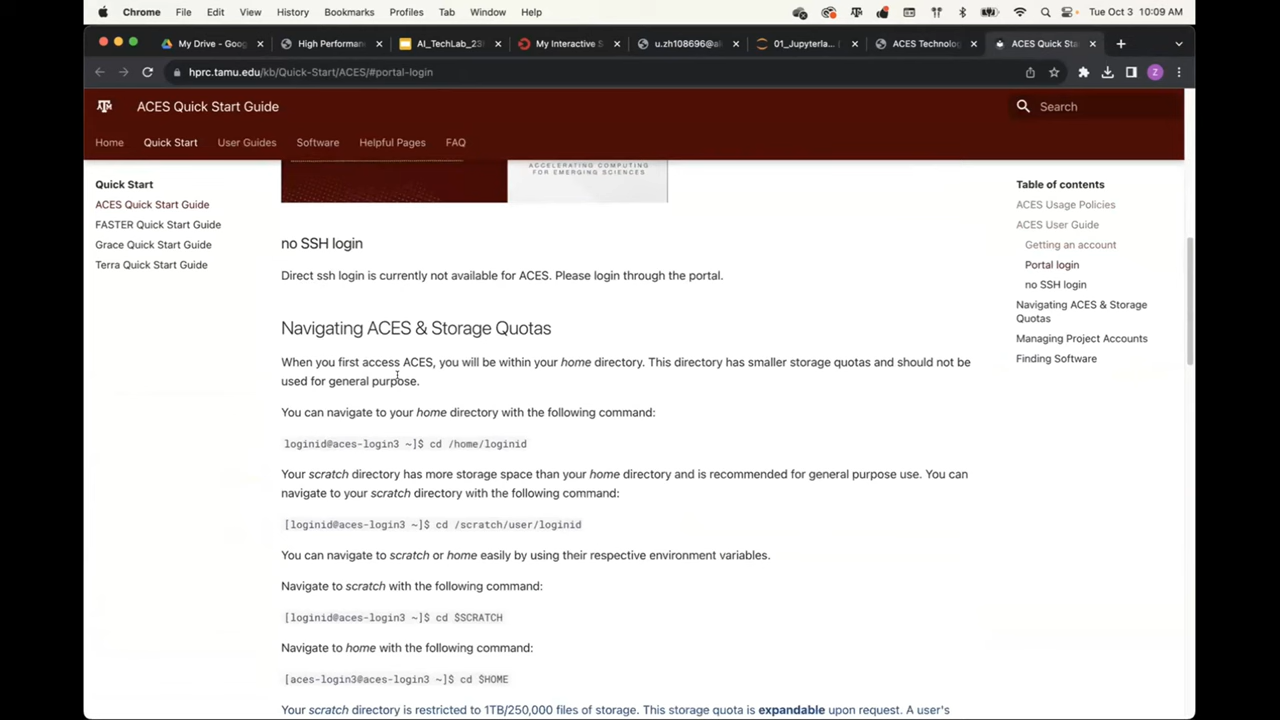 Chrome File Edit View History Bookmarks Profiles Tab Window Help Tue Oct 3 10:09 AM
My Drive - Goo High Performan AI_TechLab_23 My Interactive S u.zh108696@a 01_Jupyterla ACES Technolo ACES Quick Sta
hprc.tamu.edu/kb/Quick-Start/ACES/#portal-login Z
ATM ACES Quick Start Guide Search
Home Quick Start User Guides Software Helpful Pages FAQ
ACCELERATING COMPUTING
FOR EMERGING SCIENCES
Quick Start
ACES Quick Start Guide
FASTER Quick Start Guide
Grace Quick Start Guide
Terra Quick Start Guide
no SSH login
Direct ssh login is currently not available for ACES. Please login through the portal.
Navigating ACES & Storage Quotas
When you first access ACES, you will be within your home directory. This directory has smaller storage quotas and should not be
used for general purpose.
You can navigate to your home directory with the following command:
loginid@aces-login3 ~]$ cd /home/loginid
Your scratch directory has more storage space than your home directory and is recommended for general purpose use. You can
navigate to your scratch directory with the following command:
[loginid@aces-login3 ~]$ cd /scratch/user/loginid
You can navigate to scratch or home easily by using their respective environment variables.
Navigate to scratch with the following command:
[loginid@aces-login3 ~]$ cd $SCRATCH
Navigate to home with the following command:
[aces-login3@aces-login3 ~]$ cd $HOME
Your scratch directory is restricted to 1TB/250,000 files of storage. This storage quota is expandable upon request. A user's
Table of contents
ACES Usage Policies
ACES User Guide
Getting an account
Portal login
no SSH login
Navigating ACES & Storage
Quotas
Managing Project Accounts
Finding Software